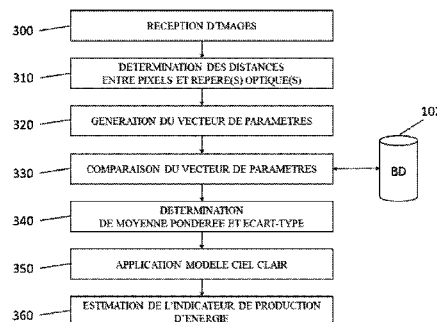 300
RECEPTION D'IMAGES
310
DETERMINATION DES DISTANCES
ENTRE PIXELS ET REPERE(S) OPTIQUE(S)
320
GENERATION DU VECTEUR DE PARAMETRES
330
COMPARAISON DU VECTEUR DE PARAMETRES
102
BD
340
DETERMINATION
DE MOYENNE PONDEREE ET ECART-TYPE
350
APPLICATION MODELE CIEL CLAIR
360
ESTIMATION DE L'INDICATEUR DE PRODUCTION
D'ENERGIE